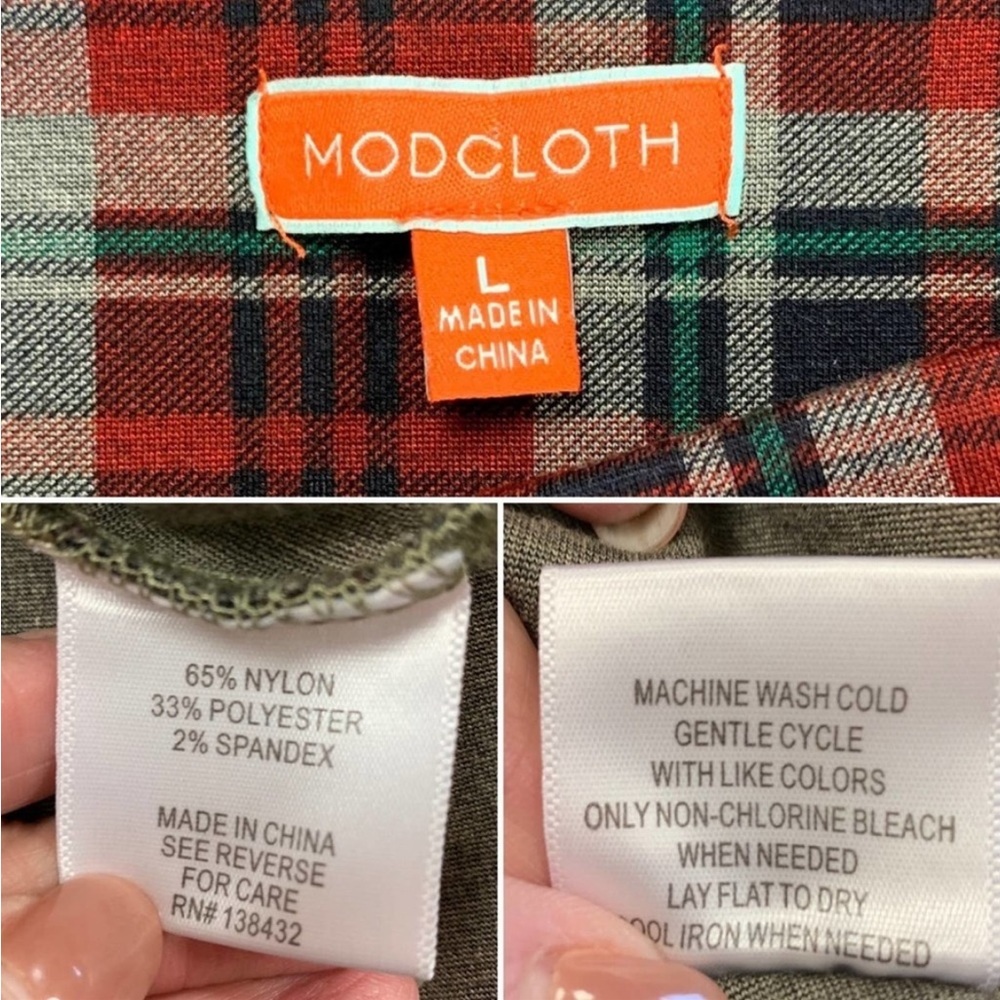 MODCLOTH
L
MADE IN
CHINA
65% NYLON
33% POLYESTER
2% SPANDEX
MADE IN CHINA
SEE REVERSE
FOR CARE
RN# 138432
MACHINE WASH COLD
GENTLE CYCLE
WITH LIKE COLORS
ONLY NON-CHLORINE BLEACH
WHEN NEEDED
LAY FLAT TO DRY
IRON WHEN NEEDED